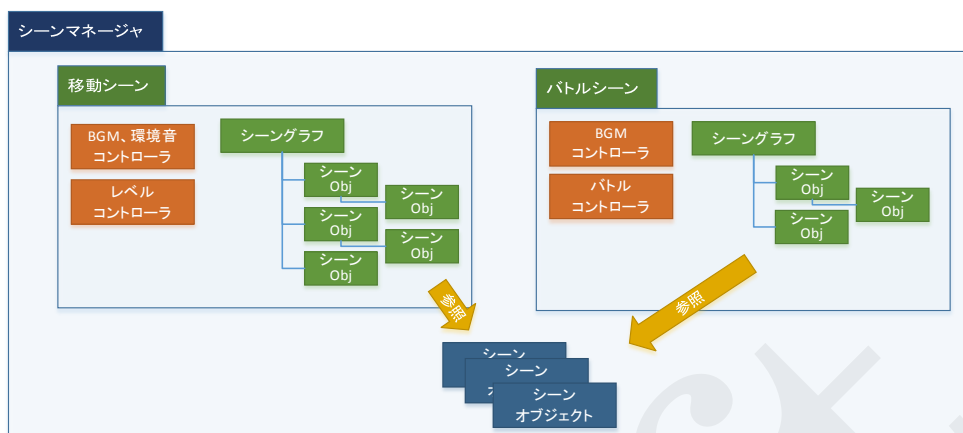 シーンマネージャ
移動シーン
BGM、環境音
コントローラ
レベル
コントローラ
シーングラフ
シーン
Obj
シーン
Obj
シーン
Obj
シーン
Obj
シーン
Obj
参照
バトルシーン
BGM
コントローラ
バトル
コントローラ
シーングラフ
シーン
Obj
シーン
Obj
シーン
Obj
参照
シーン
シーン
シーン
オブジェクト